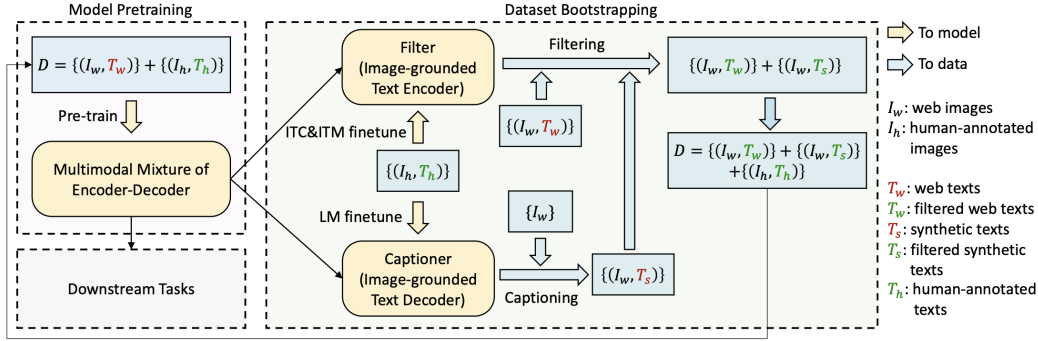 Model Pretraining
D = {(I_w, T_w)} + {(I_h, T_h)}
Pre-train
Multimodal Mixture of
Encoder-Decoder
Downstream Tasks
Dataset Bootstrapping
Filter
(Image-grounded
Text Encoder)
Filtering
{(I_w, T_w)}
ITC&ITM finetune
{(I_h, T_h)}
LM finetune
{I_w}
Captioner
(Image-grounded
Text Decoder)
Captioning
{(I_w, T_s)}
{(I_w, T_w)} + {(I_w, T_s)}
D = {(I_w, T_w)} + {(I_w, T_s)}
+{(I_h, T_h)}
To model
To data
I_w: web images
I_h: human-annotated
images
T_w: web texts
T_w: filtered web texts
T_s: synthetic texts
T_s: filtered synthetic
texts
T_h: human-annotated
texts